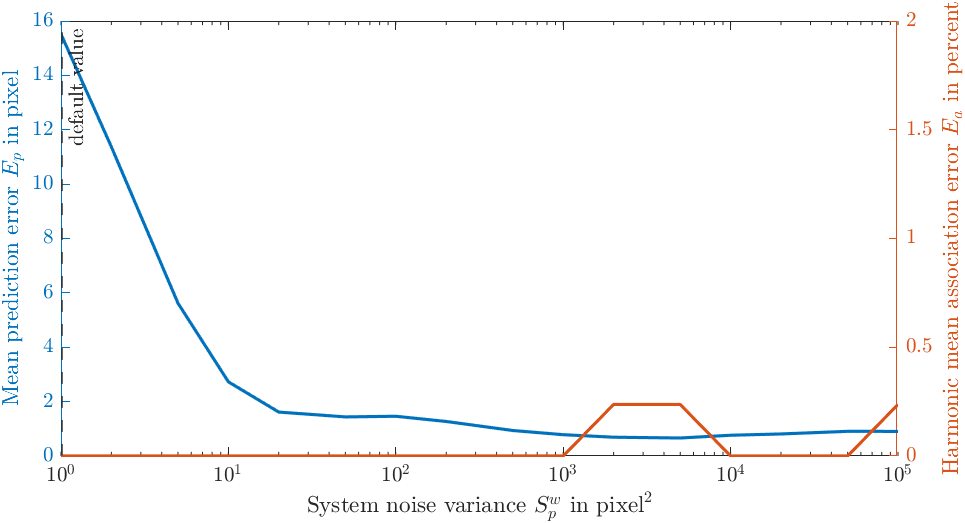 16
14
12
10
8
6
4
2
0
Mean prediction error E_p in pixel
default value
2
1.5
1
0.5
0
Harmonic mean association error E_a in percent
10^0 10^1 10^2 10^3 10^4 10^5
System noise variance S_p^w in pixel^2